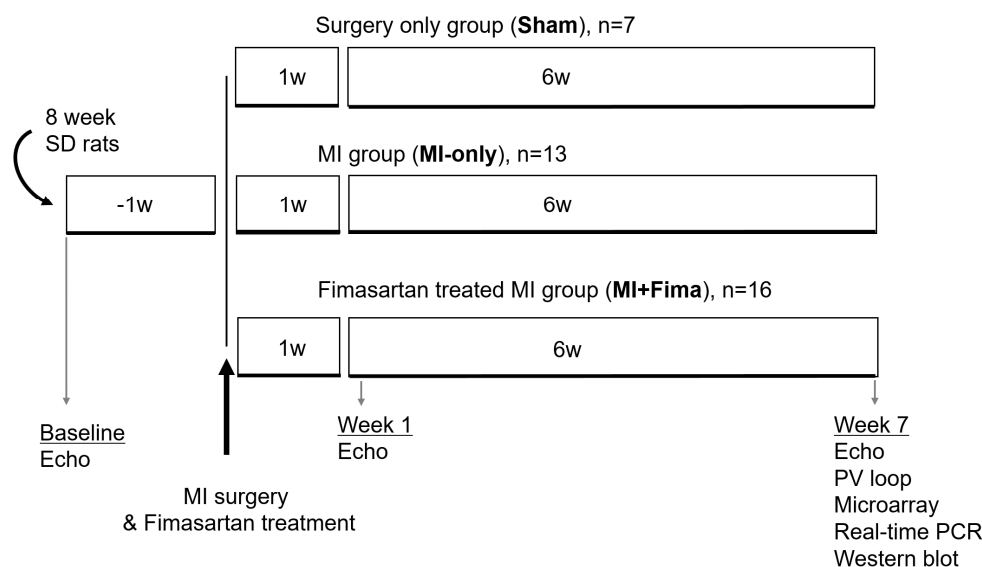 Surgery only group (Sham), n=7
1w
6w
8 week
SD rats
MI group (MI-only), n=13
-1w
1w
6w
Fimasartan treated MI group (MI+Fima), n=16
1w
6w
Baseline
Echo
MI surgery
& Fimasartan treatment
Week 1
Echo
Week 7
Echo
PV loop
Microarray
Real-time PCR
Western blot